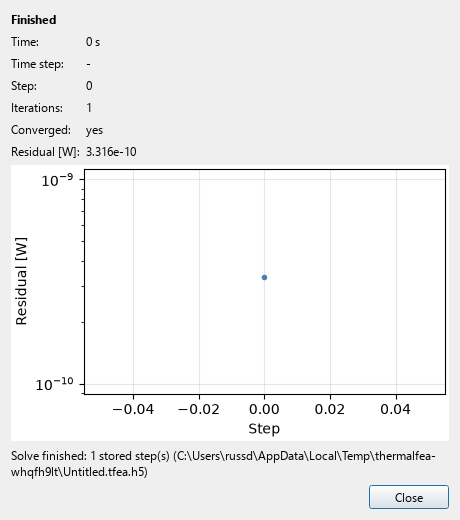 Finished
Time: 0 s
Time step: -
Step: 0
Iterations: 1
Converged: yes
Residual [W]: 3.316e-10
10⁻⁹
Residual [W]
10⁻¹⁰
−0.04 −0.02 0.00 0.02 0.04
Step
Solve finished: 1 stored step(s) (C:\Users\russd\AppData\Local\Temp\thermalfea-
whqfh9lt\Untitled.tfea.h5)
Close